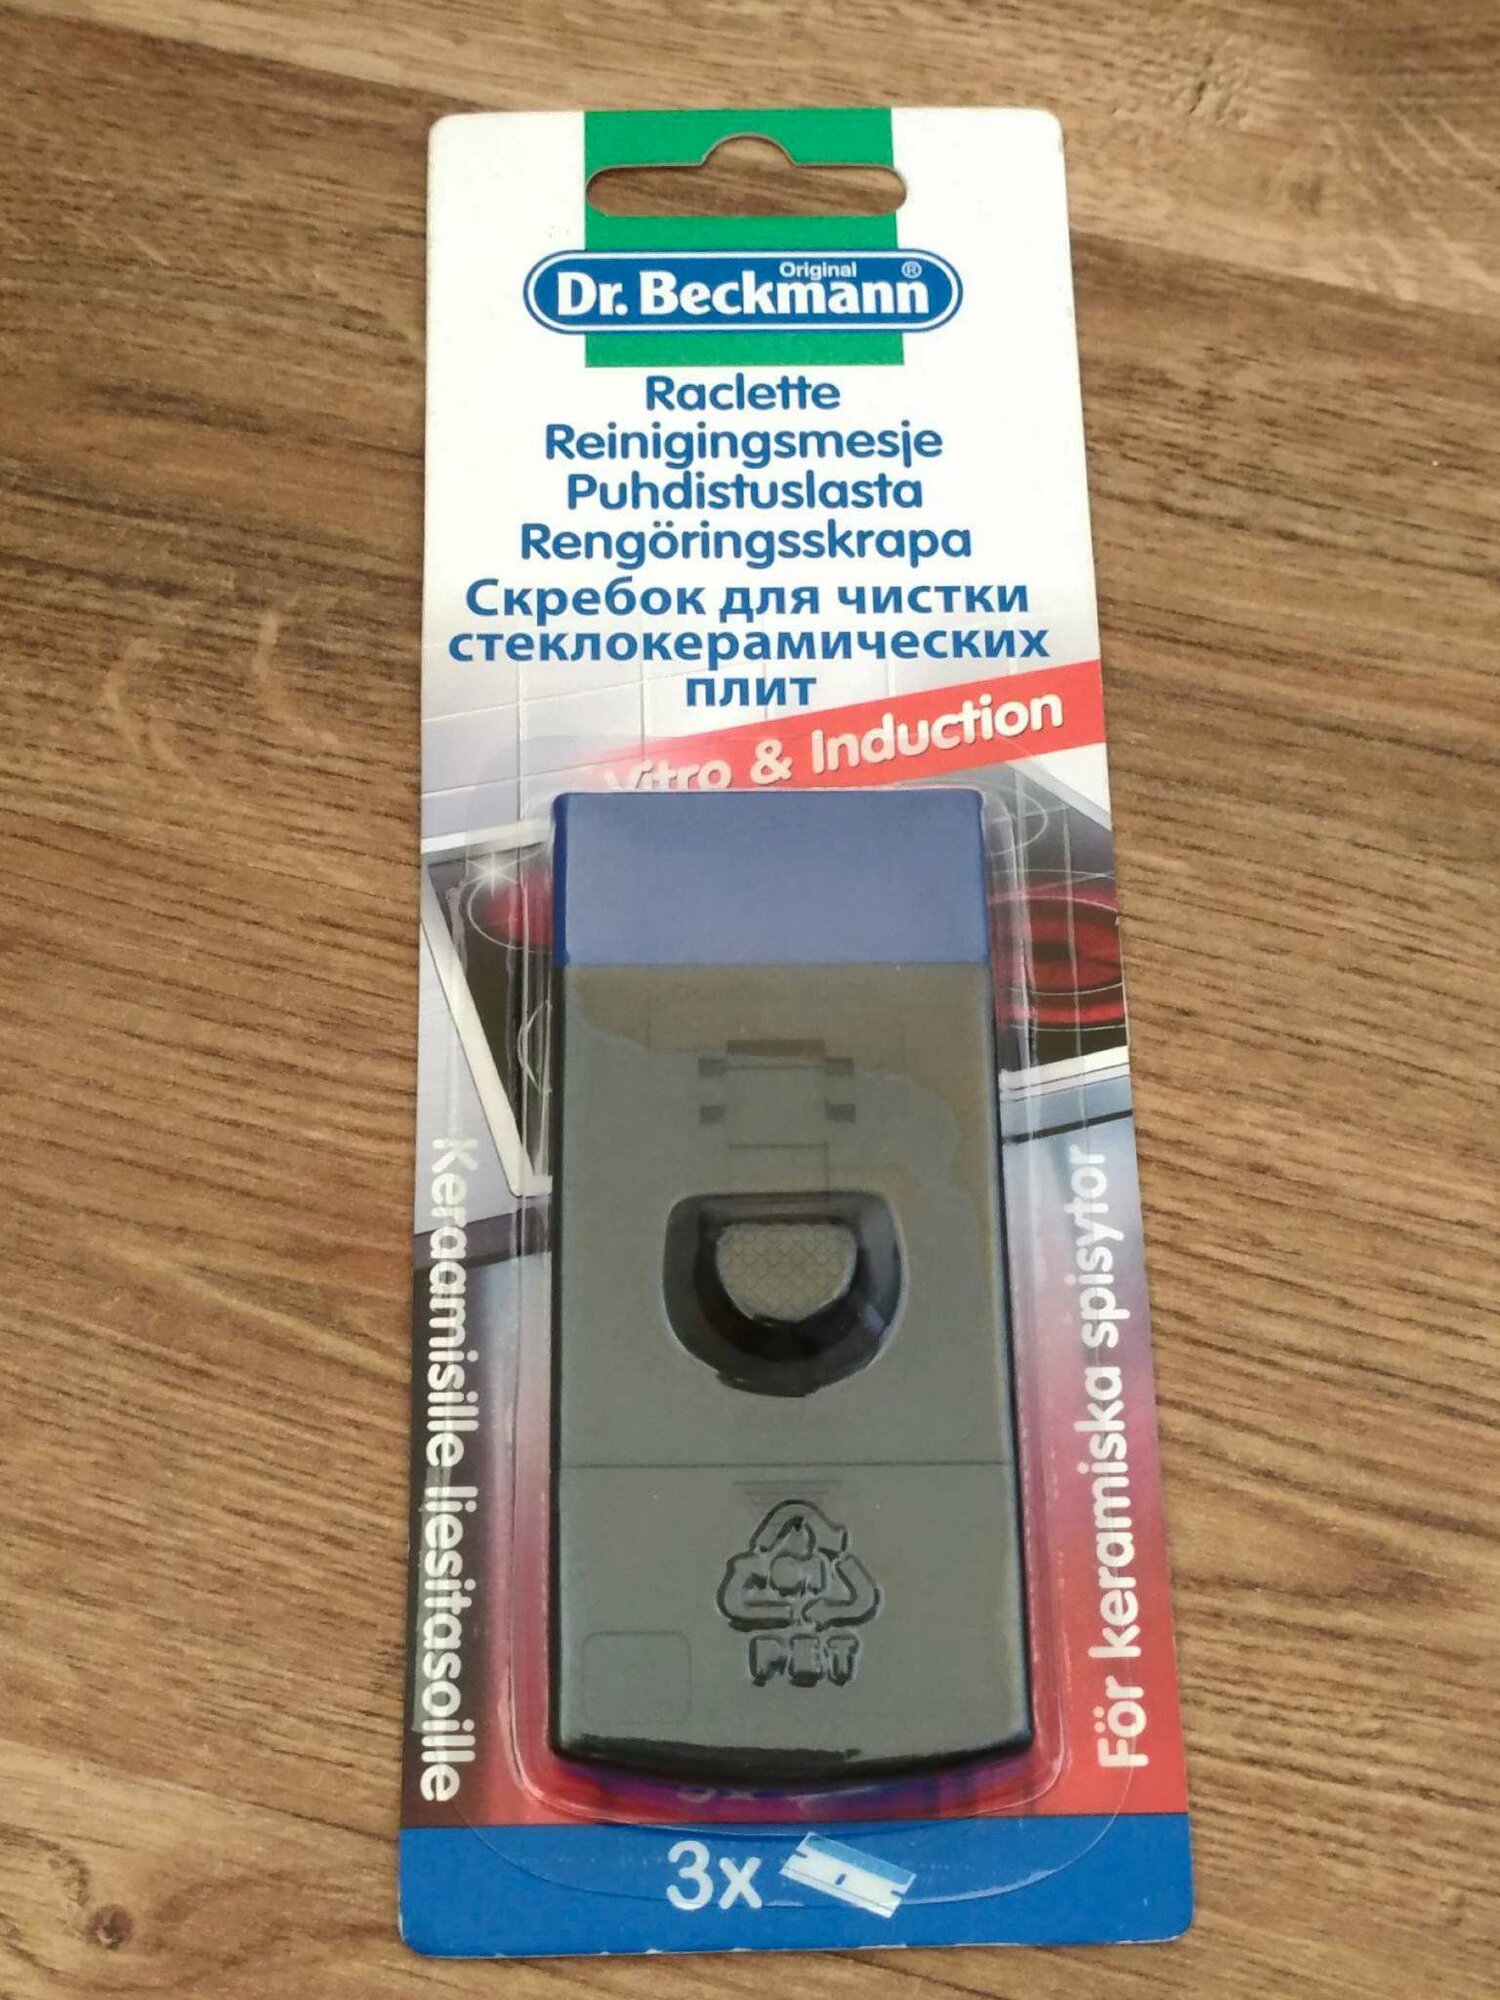 Original
Dr. Beckmann®
Raclette
Reinigingsmesje
Puhdistuslasta
Rengöringsskrapa
Скребок для чистки
стеклокерамических
плит
Vitro & Induction
Keraamisille liesitasoille
För keramiska spisytor
PET
3x